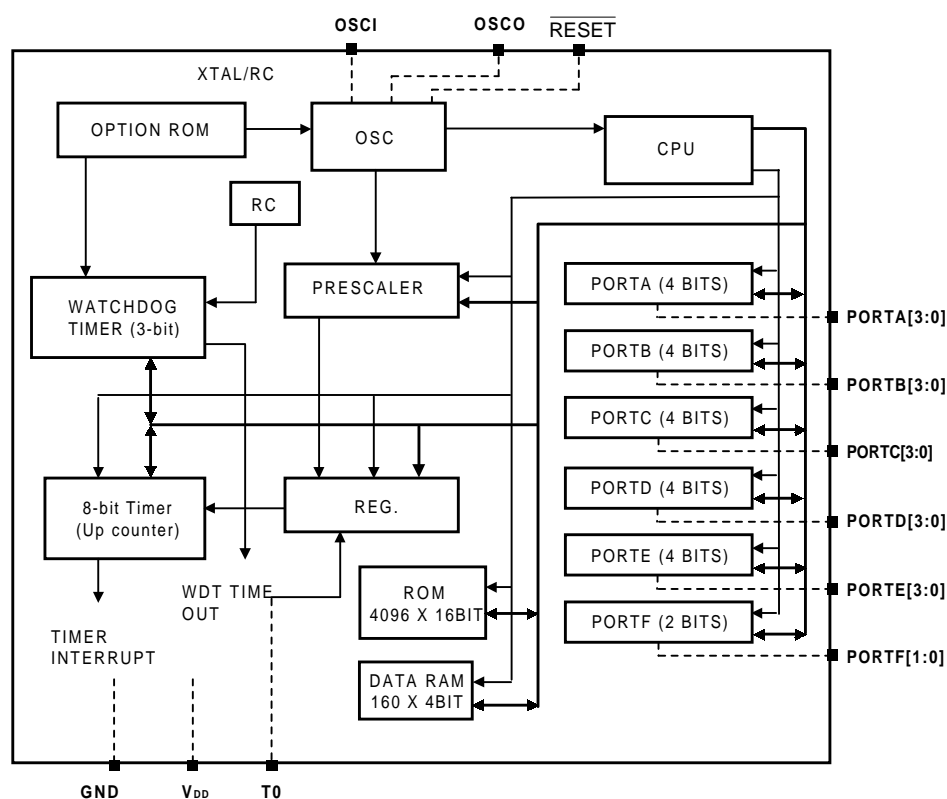 OSCI
OSCO
RESET
XTAL/RC
OPTION ROM
OSC
CPU
RC
WATCHDOG
TIMER (3-bit)
PRESCALER
PORTA (4 BITS)
PORTA[3:0]
PORTB (4 BITS)
PORTB[3:0]
PORTC (4 BITS)
PORTC[3:0]
8-bit Timer
(Up counter)
REG.
PORTD (4 BITS)
PORTD[3:0]
WDT TIME
OUT
ROM
4096 X 16BIT
PORTE (4 BITS)
PORTE[3:0]
TIMER
INTERRUPT
PORTF (2 BITS)
PORTF[1:0]
DATA RAM
160 X 4BIT
GND
VDD
T0